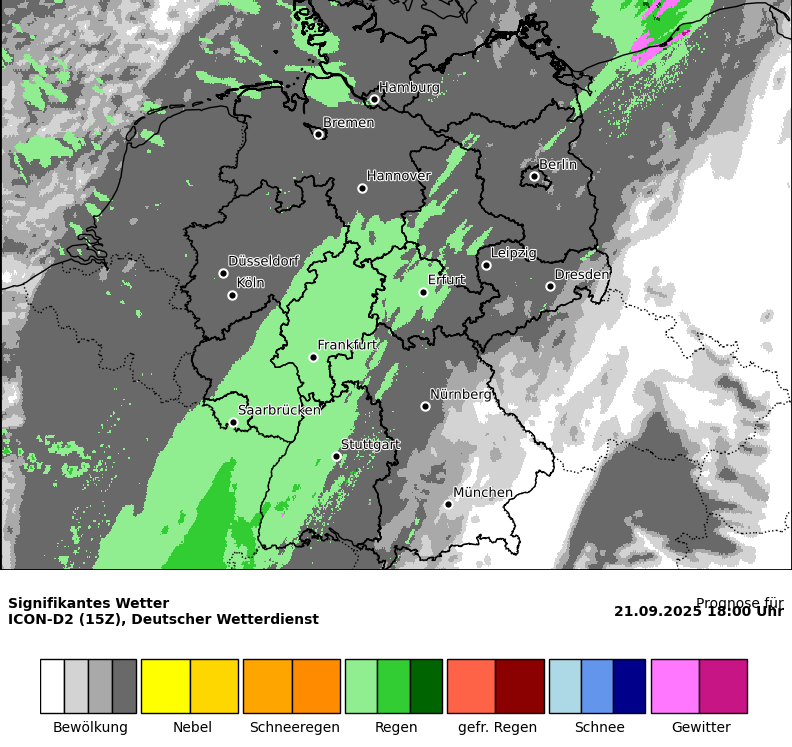 Hamburg
Bremen
Berlin
Hannover
Leipzig
Düsseldorf
Dresden
Köln
Erfurt
Frankfurt
Nürnberg
Saarbrücken
Stuttgart
München
Signifikantes Wetter
Prognose für
ICON-D2 (15Z), Deutscher Wetterdienst
21.09.2025 18:00 Uhr
Bewölkung
Nebel
Schneeregen
Regen
gefr. Regen
Schnee
Gewitter